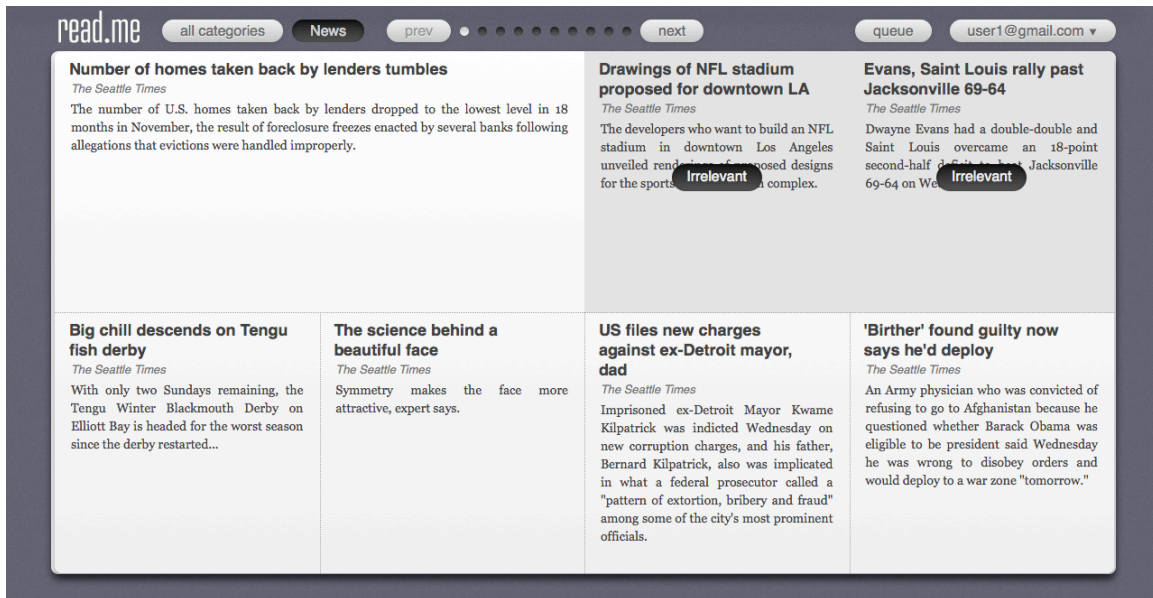 read.me all categories News prev next queue user1@gmail.com ▾
Number of homes taken back by lenders tumbles
The Seattle Times
The number of U.S. homes taken back by lenders dropped to the lowest level in 18
months in November, the result of foreclosure freezes enacted by several banks following
allegations that evictions were handled improperly.
Drawings of NFL stadium
proposed for downtown LA
The Seattle Times
The developers who want to build an NFL
stadium in downtown Los Angeles
unveiled proposed designs
for the sports complex.
Irrelevant
Evans, Saint Louis rally past
Jacksonville 69-64
The Seattle Times
Dwayne Evans had a double-double and
Saint Louis overcame an 18-point
second-half Jacksonville
69-64 on
Irrelevant
Big chill descends on Tengu
fish derby
The Seattle Times
With only two Sundays remaining, the
Tengu Winter Blackmouth Derby on
Elliott Bay is headed for the worst season
since the derby restarted...
The science behind a
beautiful face
The Seattle Times
Symmetry makes the face more
attractive, expert says.
US files new charges
against ex-Detroit mayor,
dad
The Seattle Times
Imprisoned ex-Detroit Mayor Kwame
Kilpatrick was indicted Wednesday on
new corruption charges, and his father,
Bernard Kilpatrick, also was implicated
in what a federal prosecutor called a
"pattern of extortion, bribery and fraud"
among some of the city's most prominent
officials.
'Birther' found guilty now
says he'd deploy
The Seattle Times
An Army physician who was convicted of
refusing to go to Afghanistan because he
questioned whether Barack Obama was
eligible to be president said Wednesday
he was wrong to disobey orders and
would deploy to a war zone "tomorrow."